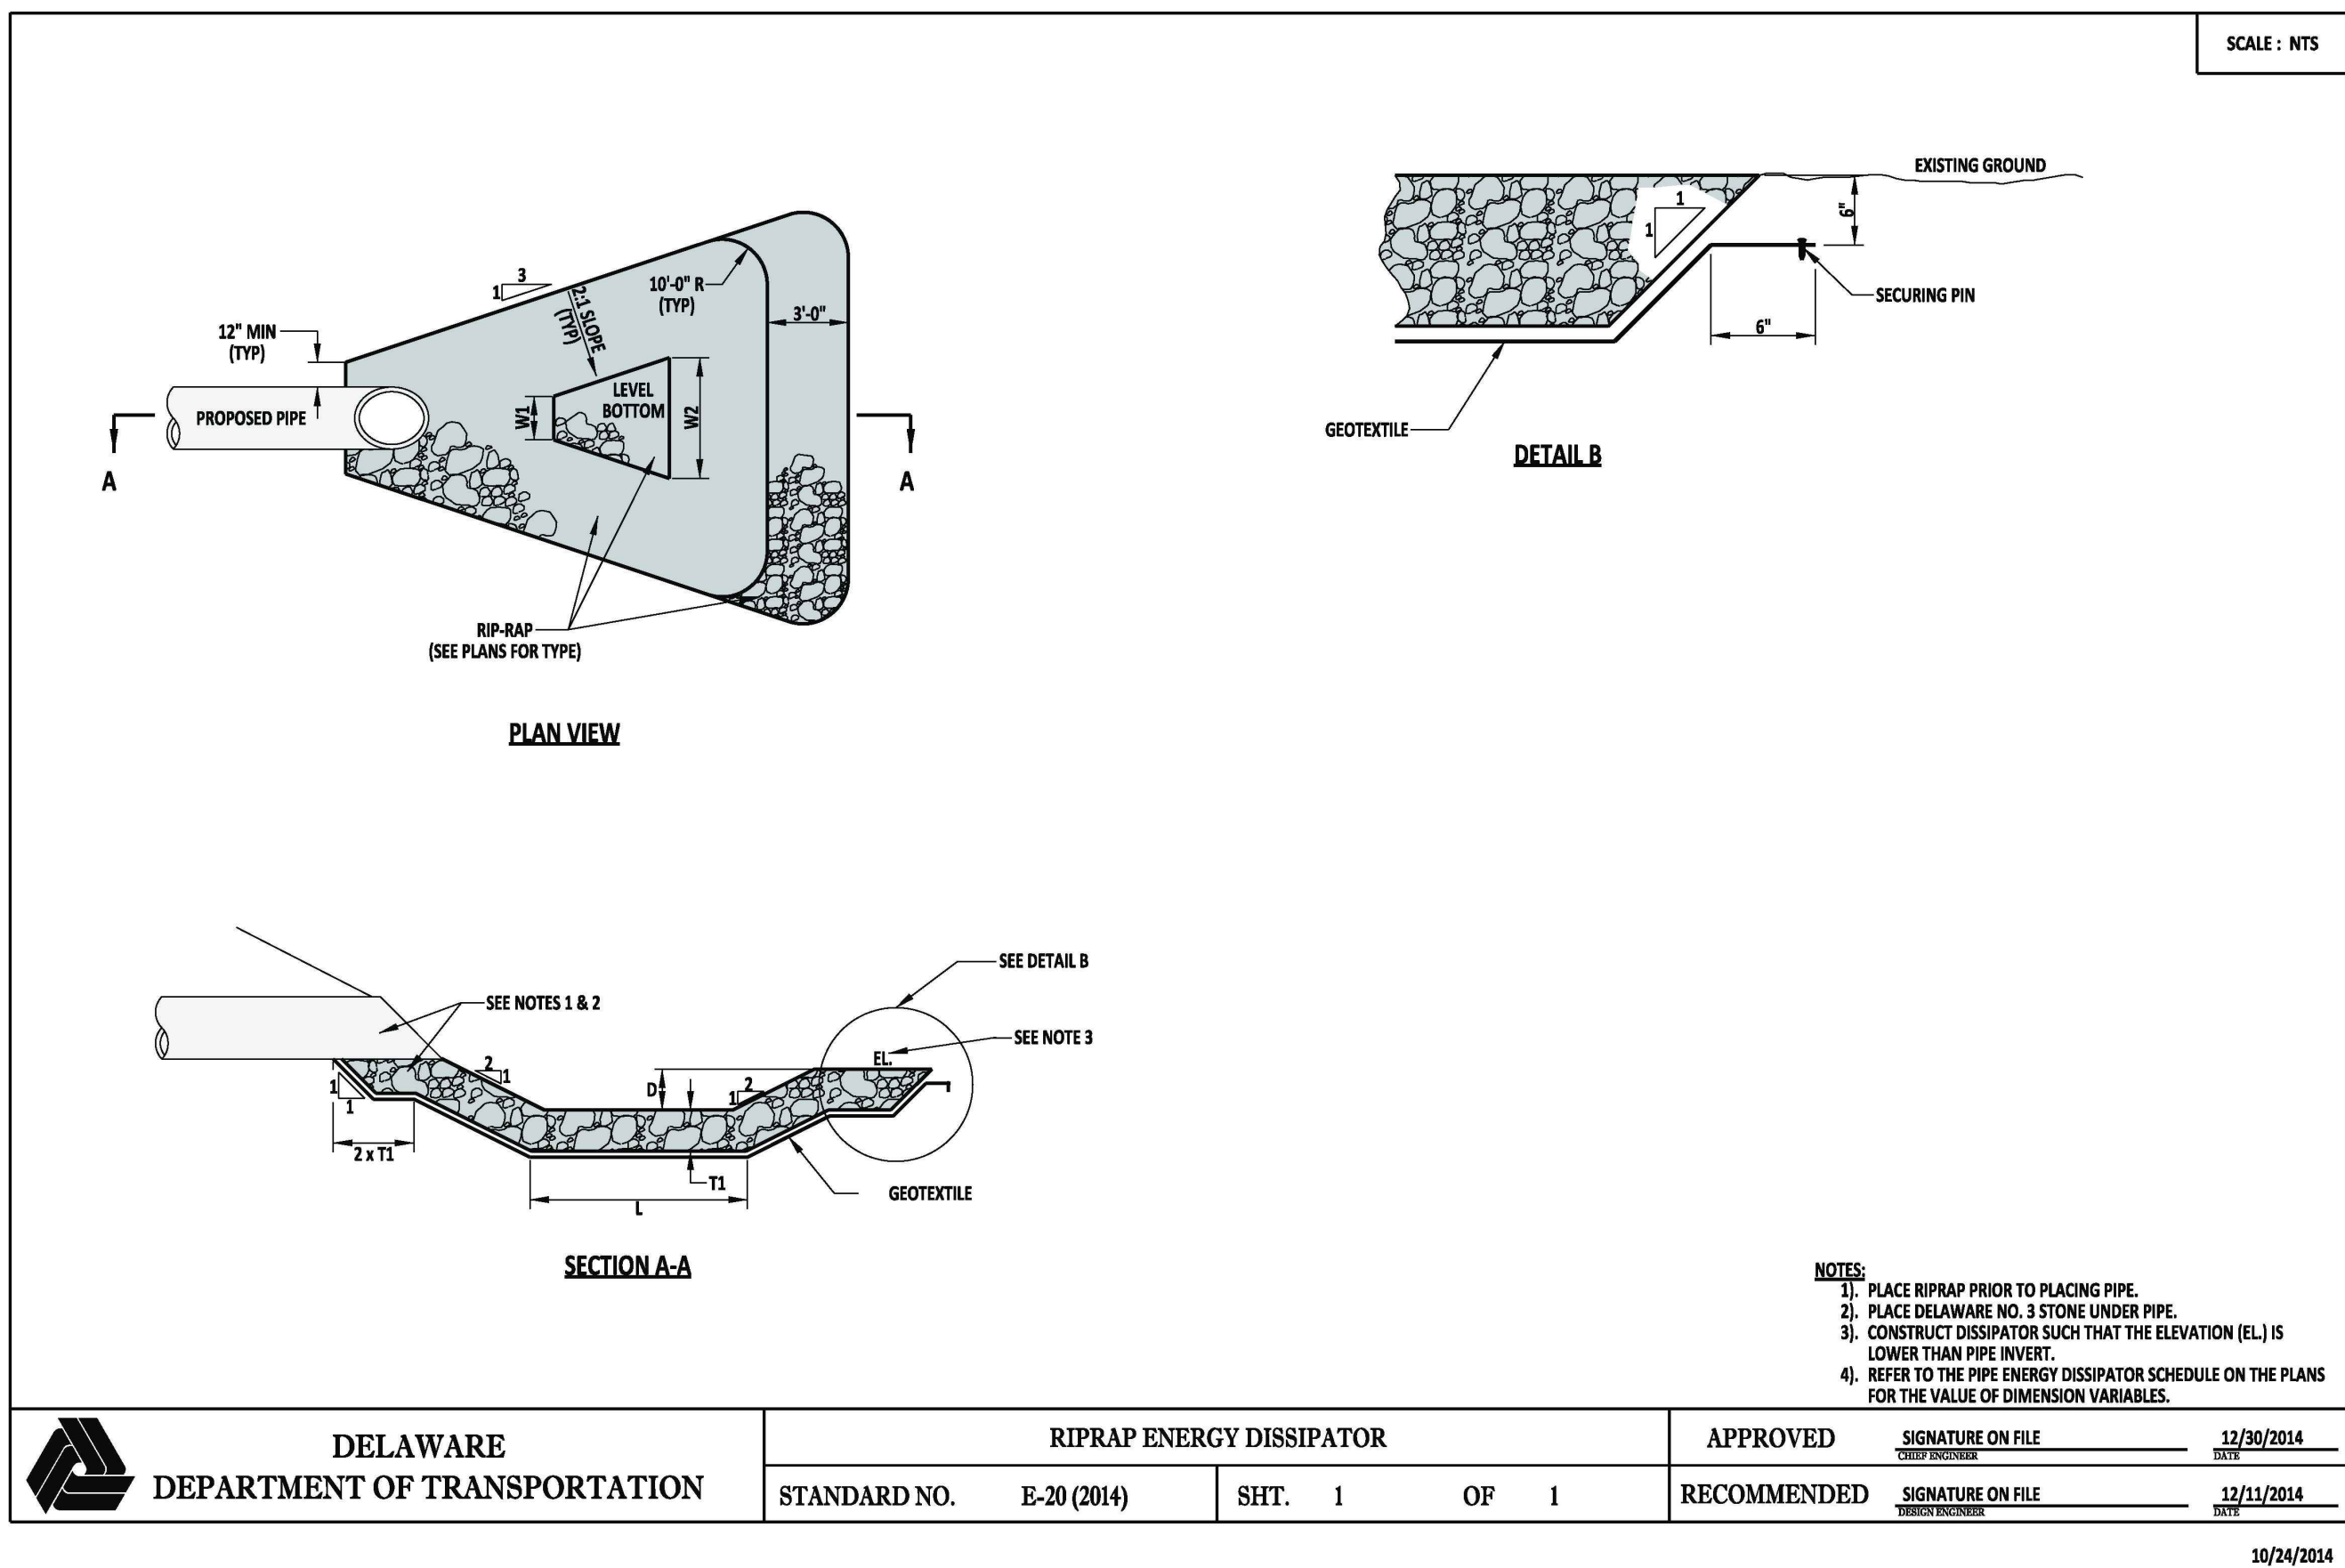 SCALE : NTS
3
1
2:1 SLOPE
(TYP)
10'-0" R
(TYP)
3'-0"
12" MIN
(TYP)
PROPOSED PIPE
W1
LEVEL
BOTTOM
W2
A
A
RIP-RAP
(SEE PLANS FOR TYPE)
PLAN VIEW
EXISTING GROUND
1
1
6"
SECURING PIN
6"
GEOTEXTILE
DETAIL B
SEE DETAIL B
SEE NOTES 1 & 2
SEE NOTE 3
EL.
2
1
D
2
1
1
1
2 x T1
T1
L
GEOTEXTILE
SECTION A-A
NOTES:
1). PLACE RIPRAP PRIOR TO PLACING PIPE.
2). PLACE DELAWARE NO. 3 STONE UNDER PIPE.
3). CONSTRUCT DISSIPATOR SUCH THAT THE ELEVATION (EL.) IS
LOWER THAN PIPE INVERT.
4). REFER TO THE PIPE ENERGY DISSIPATOR SCHEDULE ON THE PLANS
FOR THE VALUE OF DIMENSION VARIABLES.
DELAWARE
DEPARTMENT OF TRANSPORTATION
RIPRAP ENERGY DISSIPATOR
STANDARD NO. E-20 (2014) SHT. 1 OF 1
APPROVED SIGNATURE ON FILE 12/30/2014
CHIEF ENGINEER DATE
RECOMMENDED SIGNATURE ON FILE 12/11/2014
DESIGN ENGINEER DATE
10/24/2014